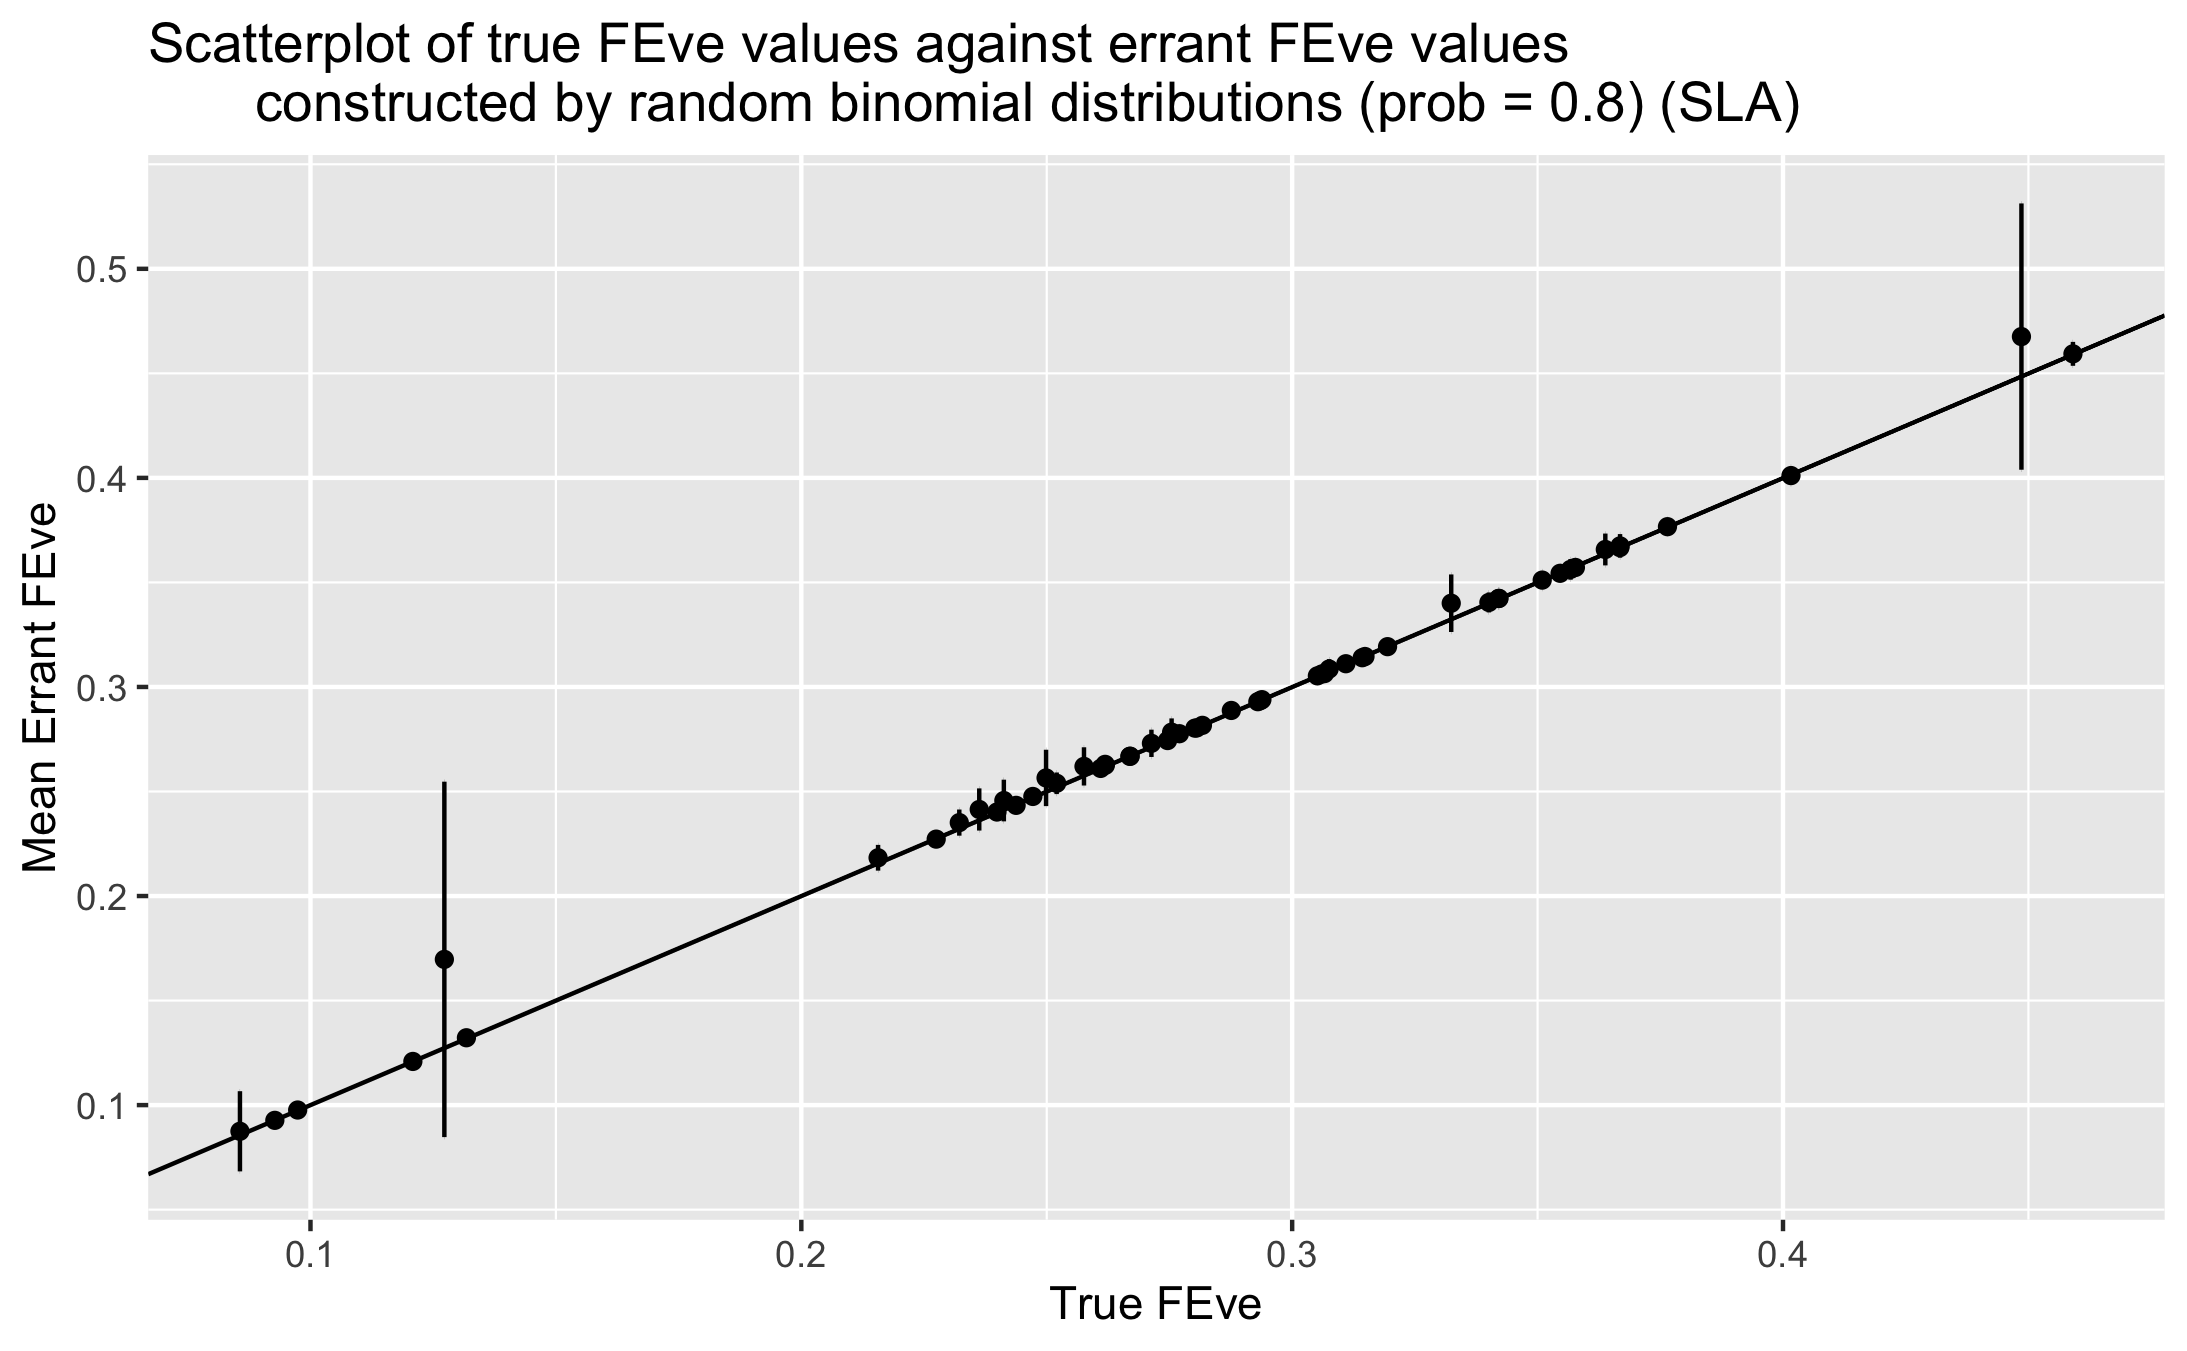 Scatterplot of true FEve values against errant FEve values
constructed by random binomial distributions (prob = 0.8) (SLA)
0.5
0.4
0.3
0.2
0.1
Mean Errant FEve
0.1 0.2 0.3 0.4
True FEve